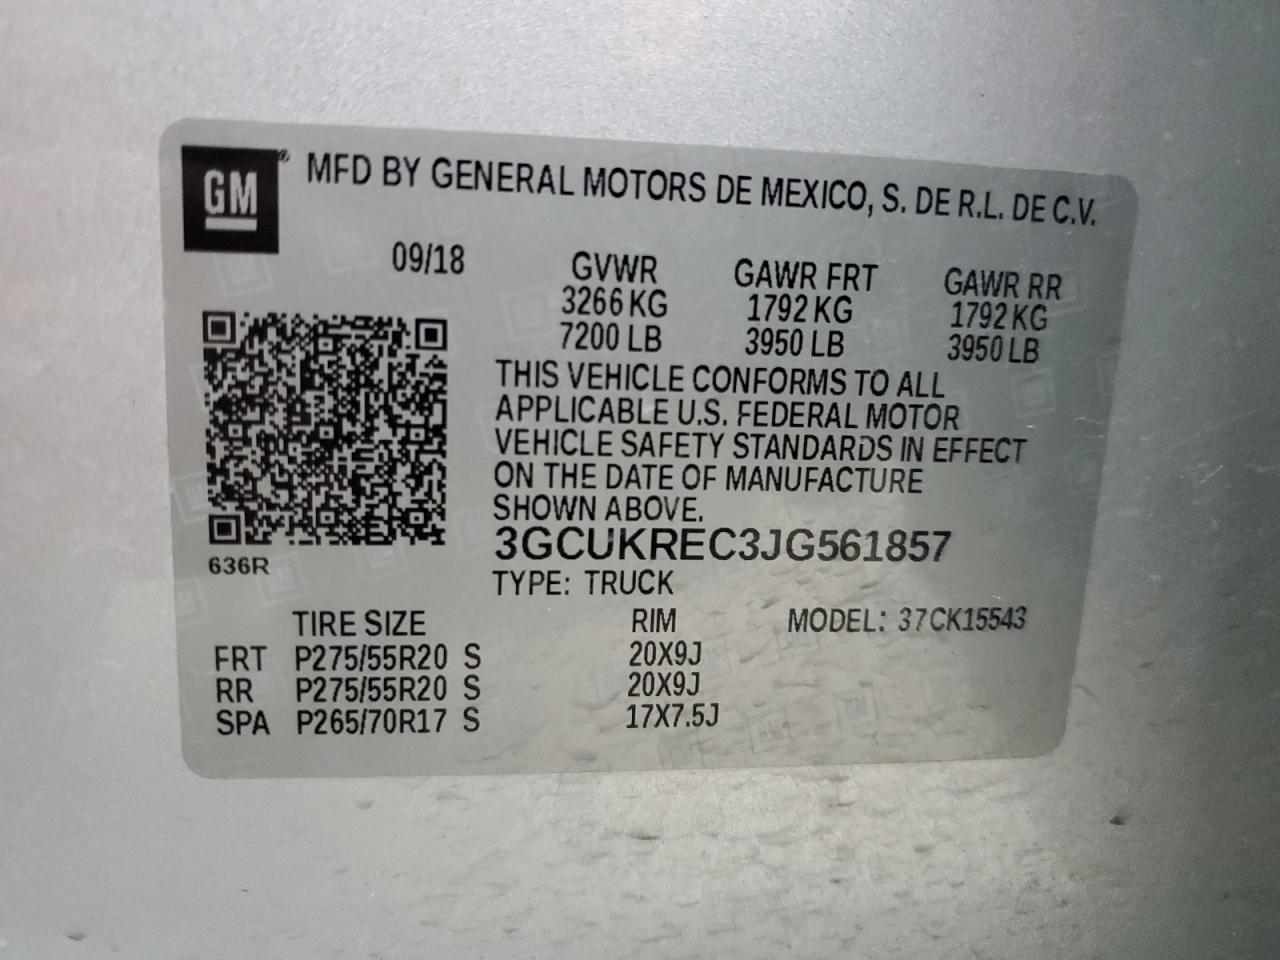 GM® MFD BY GENERAL MOTORS DE MEXICO, S. DE R.L. DE C.V.
09/18 GVWR GAWR FRT GAWR RR
3266 KG 1792 KG 1792 KG
7200 LB 3950 LB 3950 LB
THIS VEHICLE CONFORMS TO ALL
APPLICABLE U.S. FEDERAL MOTOR
VEHICLE SAFETY STANDARDS IN EFFECT
ON THE DATE OF MANUFACTURE
SHOWN ABOVE.
3GCUKREC3JG561857
636R
TYPE: TRUCK
TIRE SIZE RIM MODEL: 37CK15543
FRT P275/55R20 S 20X9J
RR P275/55R20 S 20X9J
SPA P265/70R17 S 17X7.5J